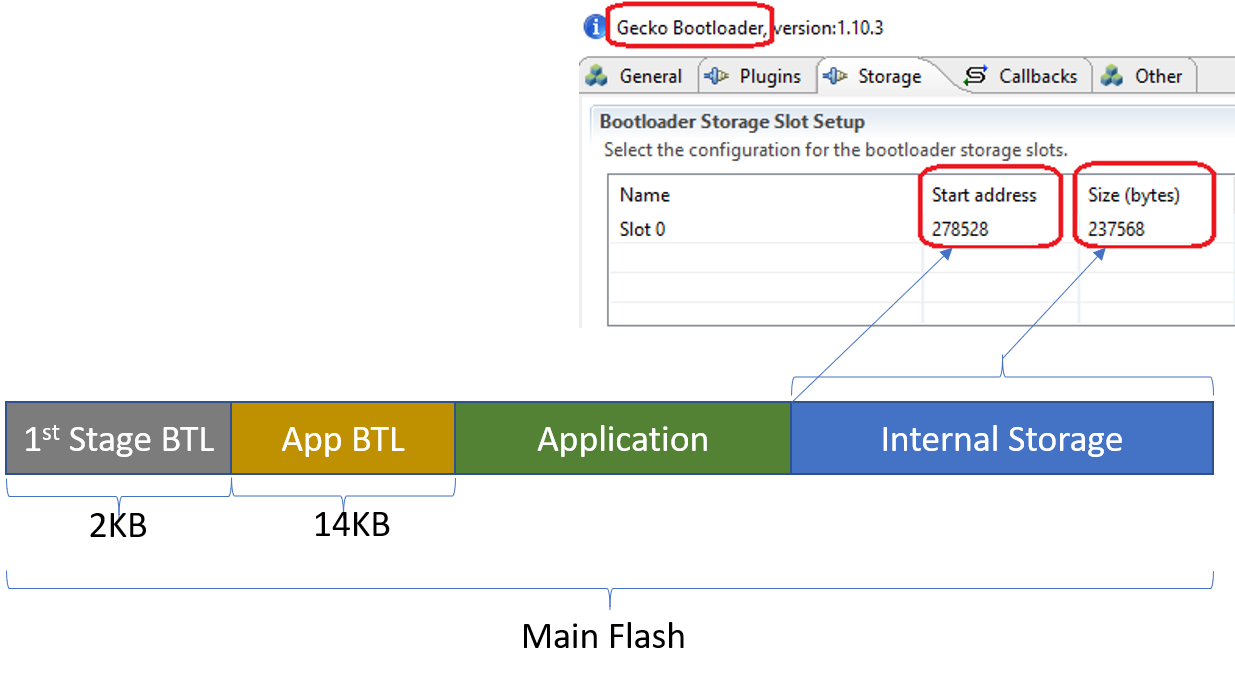 Gecko Bootloader, version:1.10.3
General Plugins Storage Callbacks Other
Bootloader Storage Slot Setup
Select the configuration for the bootloader storage slots.
Name Start address Size (bytes)
Slot 0 278528 237568
1st Stage BTL App BTL Application Internal Storage
2KB 14KB
Main Flash